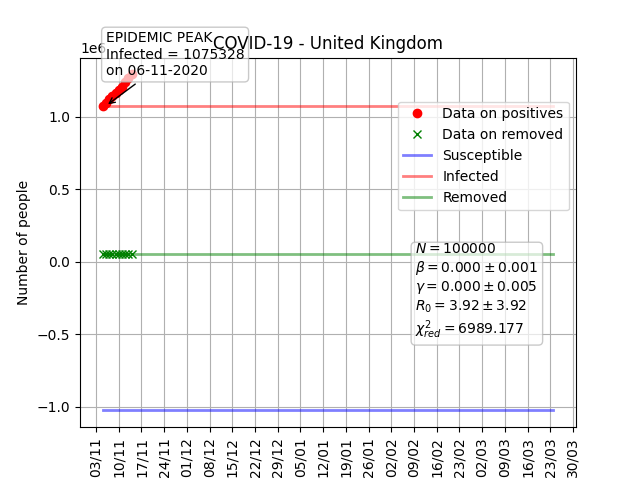 COVID-19 - United Kingdom
1e6
EPIDEMIC PEAK
Infected = 1075328
on 06-11-2020
Number of people
1.0
0.5
0.0
−0.5
−1.0
Data on positives
Data on removed
Susceptible
Infected
Removed
N = 100000
β = 0.000 ± 0.001
γ = 0.000 ± 0.005
R₀ = 3.92 ± 3.92
χ²red = 6989.177
03/11
10/11
17/11
24/11
01/12
08/12
15/12
22/12
29/12
05/01
12/01
19/01
26/01
02/02
09/02
16/02
23/02
02/03
09/03
16/03
23/03
30/03